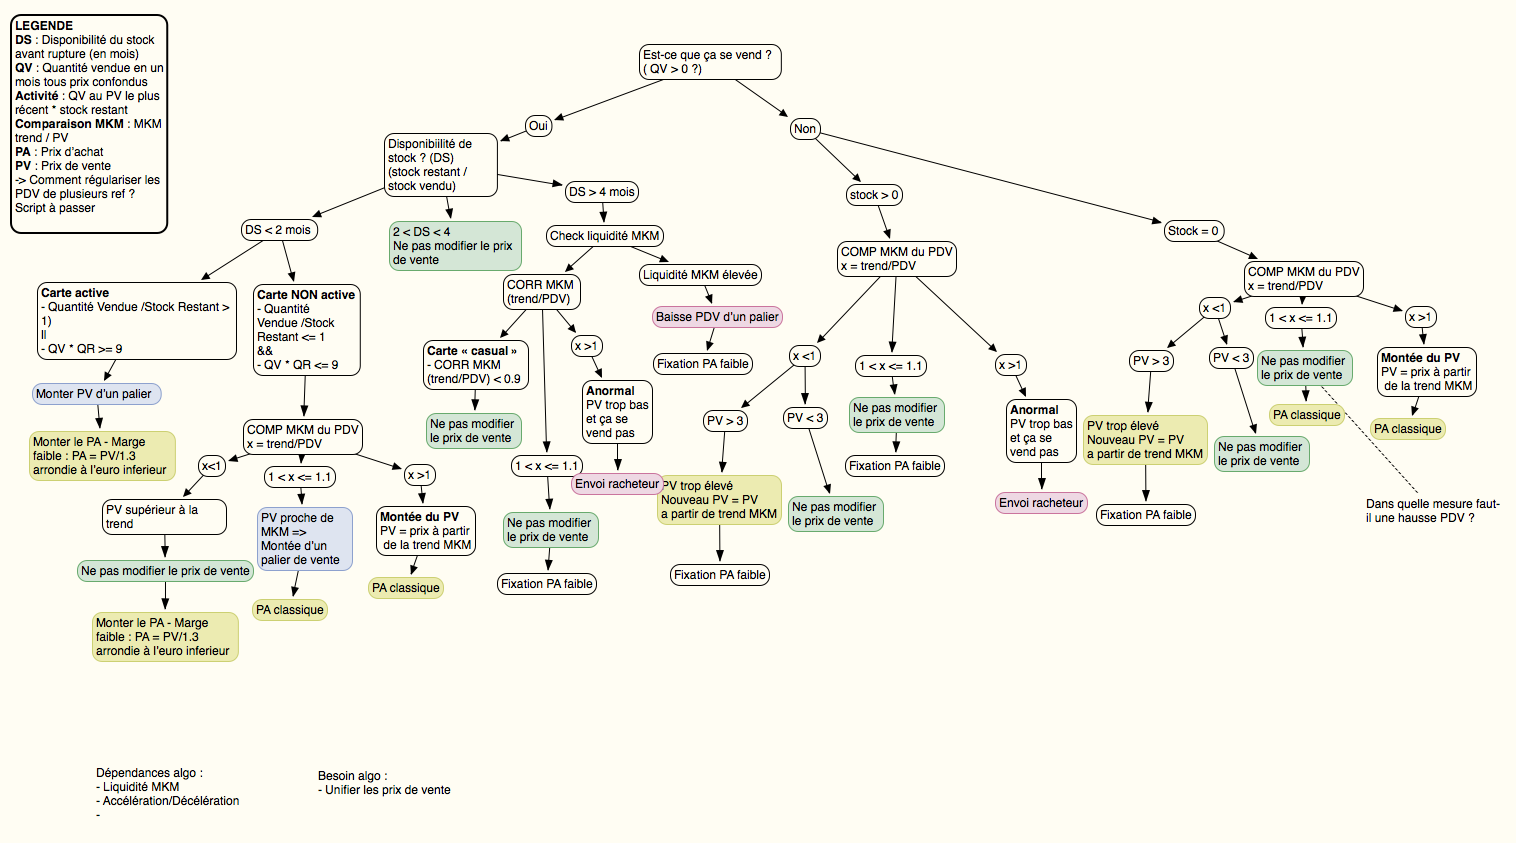 LEGENDE
DS : Disponibilité du stock
avant rupture (en mois)
QV : Quantité vendue en un
mois tous prix confondus
Activité : QV au PV le plus
récent * stock restant
Comparaison MKM : MKM
trend / PV
PA : Prix d'achat
PV : Prix de vente
-> Comment régulariser les
PDV de plusieurs ref ?
Script à passer
Est-ce que ça se vend ?
( QV > 0 ?)
Oui
Non
Disponibiilité de
stock ? (DS)
(stock restant /
stock vendu)
DS < 2 mois
2 < DS < 4
Ne pas modifier le prix
de vente
DS > 4 mois
Check liquidité MKM
Carte active
- Quantité Vendue /Stock Restant >
1)
||
- QV * QR >= 9
Monter PV d'un palier
Monter le PA - Marge
faible : PA = PV/1.3
arrondie à l'euro inferieur
Carte NON active
- Quantité
Vendue /Stock
Restant <= 1
&&
- QV * QR <= 9
COMP MKM du PDV
x = trend/PDV
x<1
PV supérieur à la
trend
Ne pas modifier le prix de vente
Monter le PA - Marge
faible : PA = PV/1.3
arrondie à l'euro inferieur
1 < x <= 1.1
PV proche de
MKM =>
Montée d'un
palier de vente
PA classique
x >1
Montée du PV
PV = prix à partir
de la trend MKM
PA classique
CORR MKM
(trend/PDV)
Carte « casual »
- CORR MKM
(trend/PDV) < 0.9
Ne pas modifier
le prix de vente
1 < x <= 1.1
Ne pas modifier
le prix de vente
Fixation PA faible
x >1
Anormal
PV trop bas
et ça se
vend pas
Envoi racheteur
Liquidité MKM élevée
Baisse PDV d'un palier
Fixation PA faible
stock > 0
COMP MKM du PDV
x = trend/PDV
x <1
PV > 3
PV trop élevé
Nouveau PV = PV
a partir de trend MKM
Fixation PA faible
PV < 3
Ne pas modifier
le prix de vente
1 < x <= 1.1
Ne pas modifier
le prix de vente
Fixation PA faible
x >1
Anormal
PV trop bas
et ça se
vend pas
Envoi racheteur
Stock = 0
COMP MKM du PDV
x = trend/PDV
x <1
PV > 3
PV trop élevé
Nouveau PV = PV
a partir de trend MKM
Fixation PA faible
PV < 3
Ne pas modifier
le prix de vente
1 < x <= 1.1
Ne pas modifier
le prix de vente
PA classique
x >1
Montée du PV
PV = prix à partir
de la trend MKM
PA classique
Dans quelle mesure faut-
il une hausse PDV ?
Dépendances algo :
- Liquidité MKM
- Accélération/Décélération
-
Besoin algo :
- Unifier les prix de vente